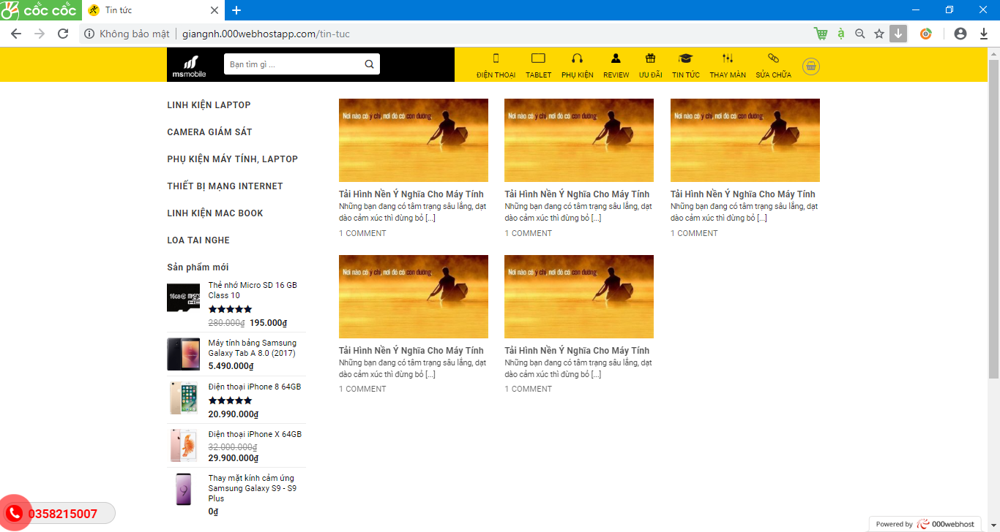 cốc cốc
Tin tức
Không bảo mật | giangnh.000webhostapp.com/tin-tuc
msmobile
Bạn tìm gì ...
ĐIỆN THOẠI TABLET PHỤ KIỆN REVIEW ƯU ĐÃI TIN TỨC THAY MÀN SỬA CHỮA
LINH KIỆN LAPTOP
CAMERA GIÁM SÁT
PHỤ KIỆN MÁY TÍNH, LAPTOP
THIẾT BỊ MẠNG INTERNET
LINH KIỆN MAC BOOK
LOA TAI NGHE
Sản phẩm mới
16GB
Thẻ nhớ Micro SD 16 GB
Class 10
280.000₫ 195.000₫
Máy tính bảng Samsung
Galaxy Tab A 8.0 (2017)
5.490.000₫
Điện thoại iPhone 8 64GB
20.990.000₫
Điện thoại iPhone X 64GB
32.000.000₫
29.900.000₫
Thay mặt kính cảm ứng
Samsung Galaxy S9 - S9
Plus
0₫
Nơi nào có ý chí, nơi đó có con đường.
Tải Hình Nền Ý Nghĩa Cho Máy Tính
Những bạn đang có tâm trạng sâu lắng, dạt
dào cảm xúc thì đừng bỏ [...]
1 COMMENT
Nơi nào có ý chí, nơi đó có con đường.
Tải Hình Nền Ý Nghĩa Cho Máy Tính
Những bạn đang có tâm trạng sâu lắng, dạt
dào cảm xúc thì đừng bỏ [...]
1 COMMENT
Nơi nào có ý chí, nơi đó có con đường.
Tải Hình Nền Ý Nghĩa Cho Máy Tính
Những bạn đang có tâm trạng sâu lắng, dạt
dào cảm xúc thì đừng bỏ [...]
1 COMMENT
Nơi nào có ý chí, nơi đó có con đường.
Tải Hình Nền Ý Nghĩa Cho Máy Tính
Những bạn đang có tâm trạng sâu lắng, dạt
dào cảm xúc thì đừng bỏ [...]
1 COMMENT
Nơi nào có ý chí, nơi đó có con đường.
Tải Hình Nền Ý Nghĩa Cho Máy Tính
Những bạn đang có tâm trạng sâu lắng, dạt
dào cảm xúc thì đừng bỏ [...]
1 COMMENT
0358215007
Powered by 000webhost